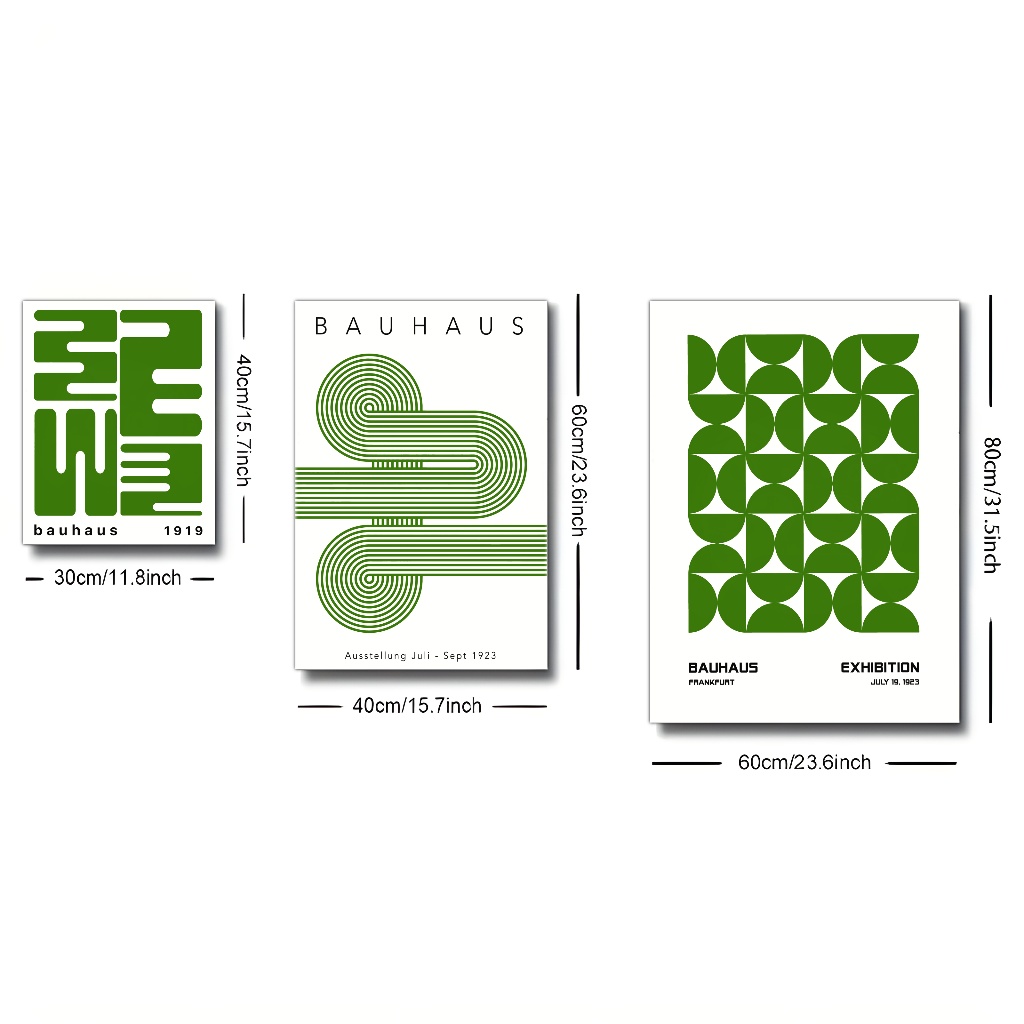 bauhaus 1919
40cm/15.7inch
30cm/11.8inch
BAUHAUS
Ausstellung Juli - Sept 1923
60cm/23.6inch
40cm/15.7inch
BAUHAUS EXHIBITION
FRANKFURT JULY 19, 1923
80cm/31.5inch
60cm/23.6inch